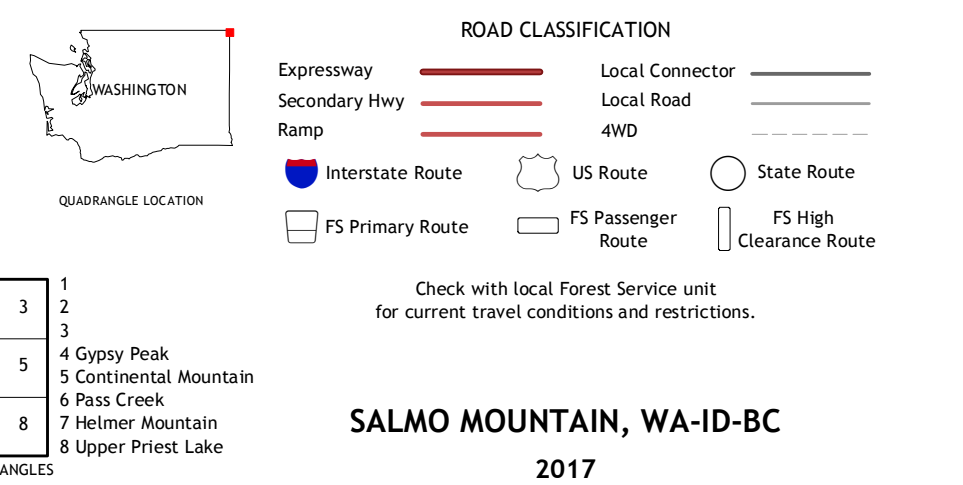 ROAD CLASSIFICATION
Expressway
Local Connector
Secondary Hwy
Local Road
Ramp
4WD
Interstate Route
US Route
State Route
FS Primary Route
FS Passenger
Route
FS High
Clearance Route
Check with local Forest Service unit
for current travel conditions and restrictions.
WASHINGTON
QUADRANGLE LOCATION
3
5
8
1
2
3
4 Gypsy Peak
5 Continental Mountain
6 Pass Creek
7 Helmer Mountain
8 Upper Priest Lake
ANGLES
SALMO MOUNTAIN, WA-ID-BC
2017